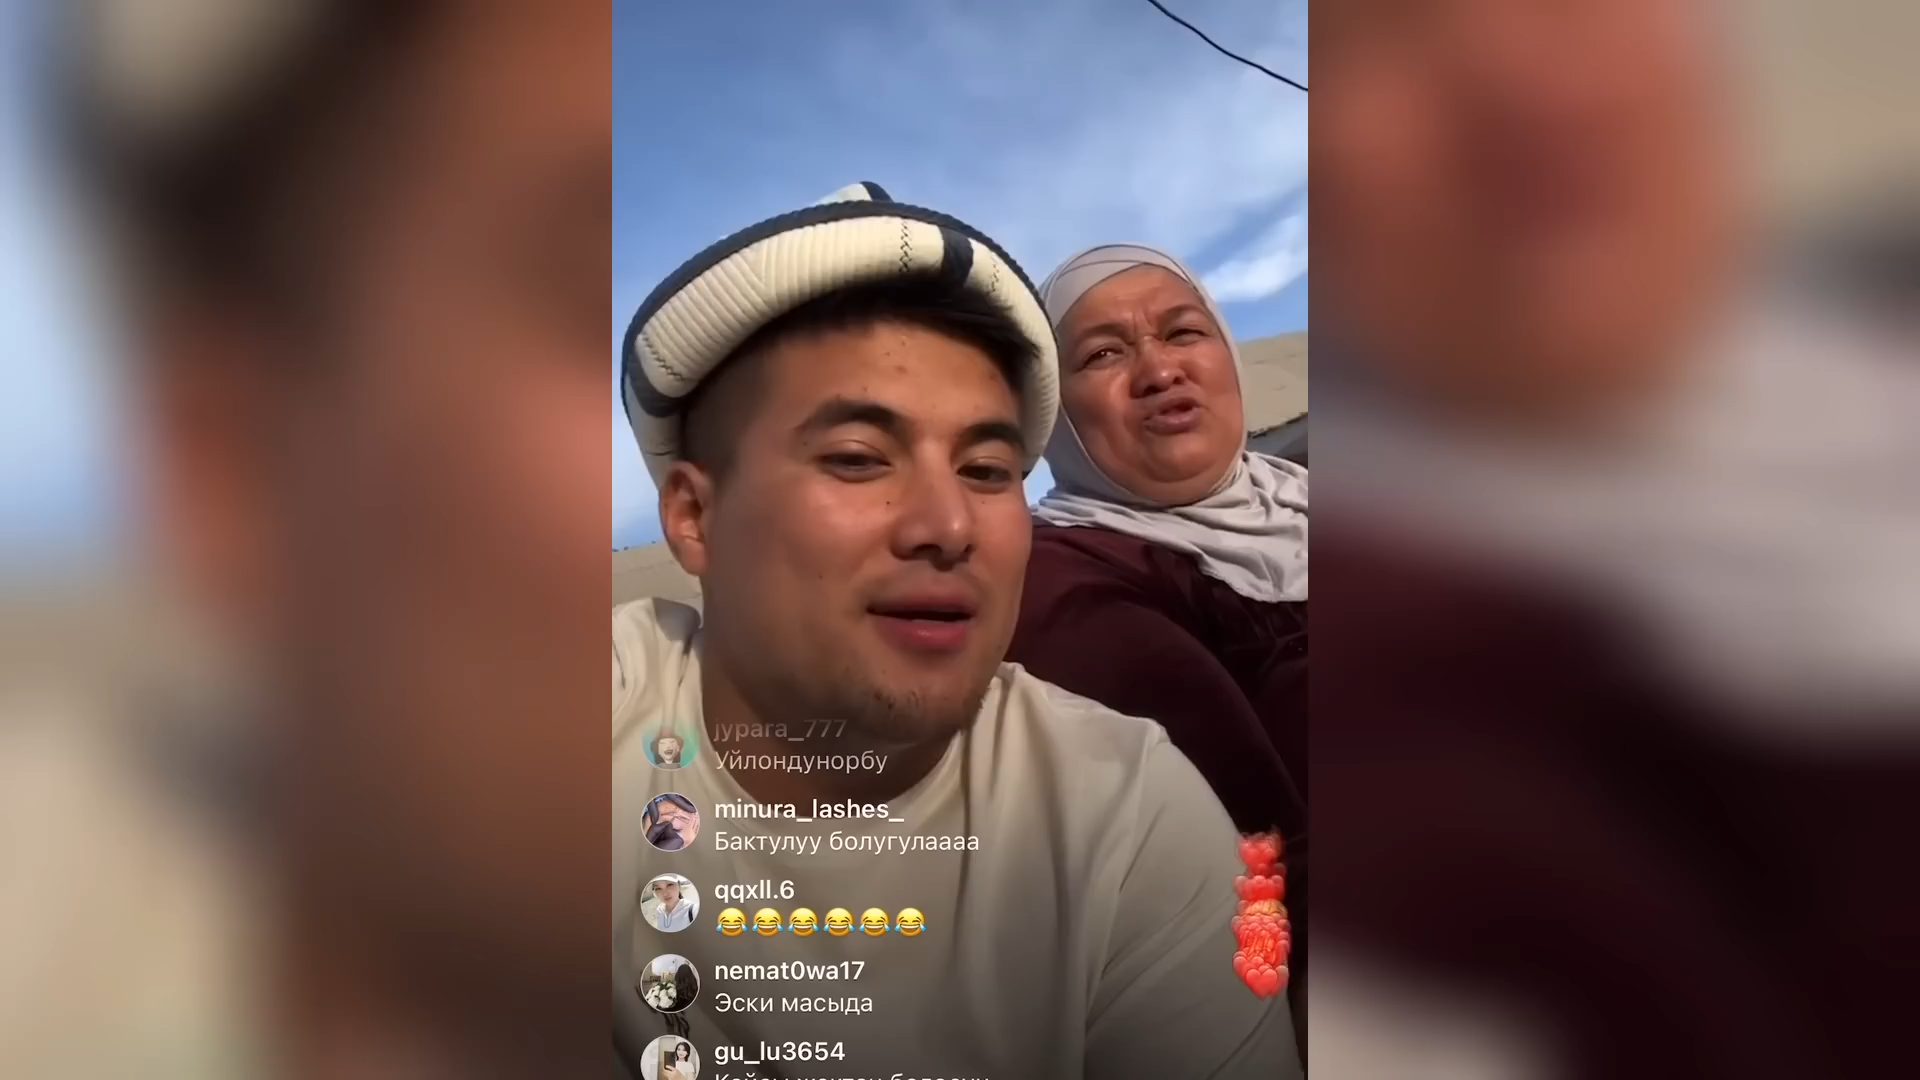 jypara_777
Уйлондунорбу
minura_lashes_
Бактулуу болугулаааа
qqxll.6
😂😂😂😂😂😂
nemat0wa17
Эски масыда
gu_lu3654